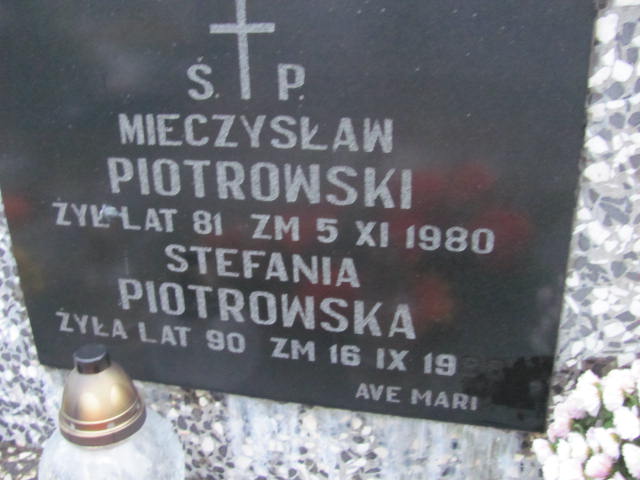 Ś. P.
MIECZYSŁAW
PIOTROWSKI
ŻYŁ LAT 81 ZM 5 XI 1980
STEFANIA
PIOTROWSKA
ŻYŁA LAT 90 ZM 16 IX
AVE MARI